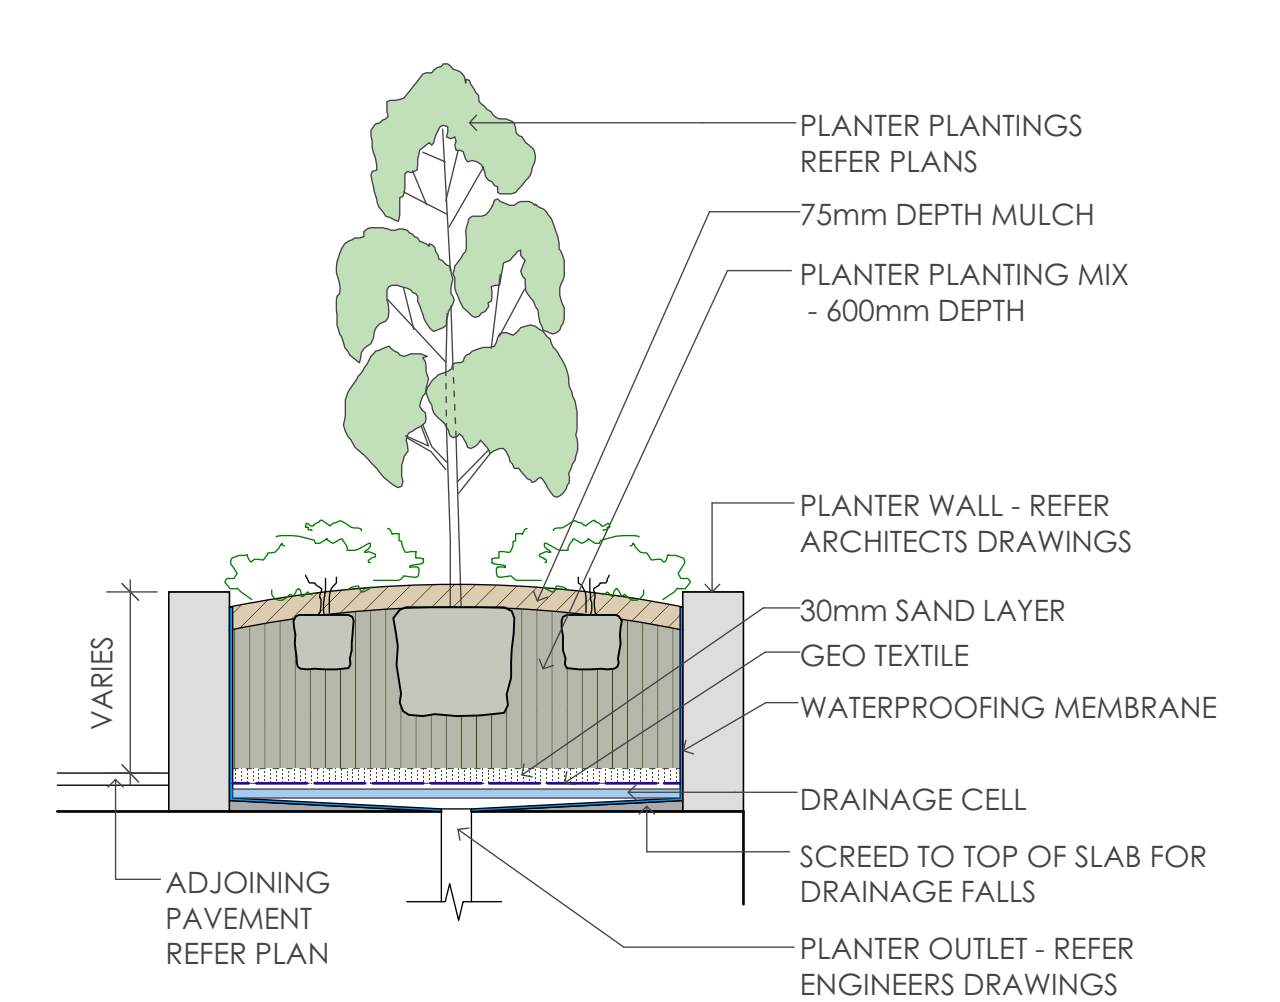 PLANTER PLANTINGS
REFER PLANS
75mm DEPTH MULCH
PLANTER PLANTING MIX
- 600mm DEPTH
PLANTER WALL - REFER
ARCHITECTS DRAWINGS
30mm SAND LAYER
GEO TEXTILE
WATERPROOFING MEMBRANE
VARIES
DRAINAGE CELL
SCREED TO TOP OF SLAB FOR
DRAINAGE FALLS
ADJOINING
PAVEMENT
REFER PLAN
PLANTER OUTLET - REFER
ENGINEERS DRAWINGS